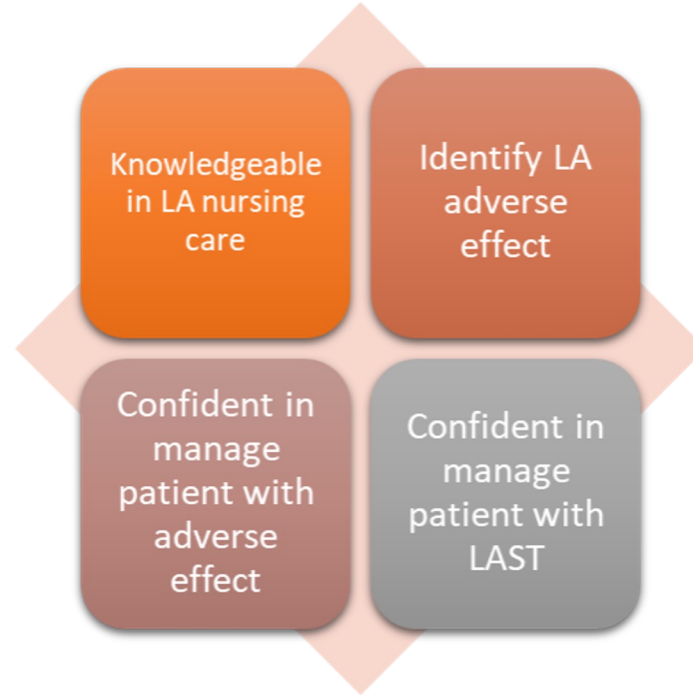 Knowledgeable
in LA nursing
care
Identify LA
adverse
effect
Confident in
manage
patient with
adverse
effect
Confident in
manage
patient with
LAST